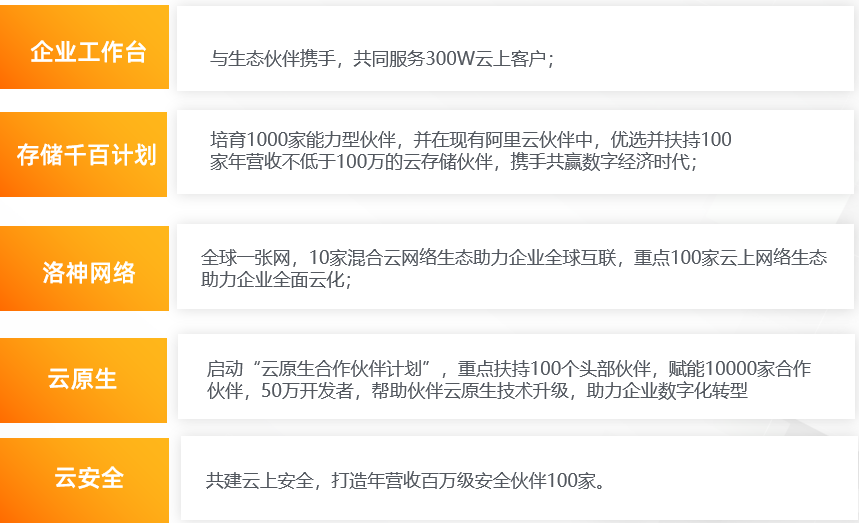 企业工作台
与生态伙伴携手，共同服务300W云上客户；
存储千百计划
培育1000家能力型伙伴，并在现有阿里云伙伴中，优选并扶持100
家年营收不低于100万的云存储伙伴，携手共赢数字经济时代；
洛神网络
全球一张网，10家混合云网络生态助力企业全球互联，重点100家云上网络生态
助力企业全面云化；
云原生
启动“云原生合作伙伴计划”，重点扶持100个头部伙伴，赋能10000家合作
伙伴，50万开发者，帮助伙伴云原生技术升级，助力企业数字化转型
云安全
共建云上安全，打造年营收百万级安全伙伴100家。